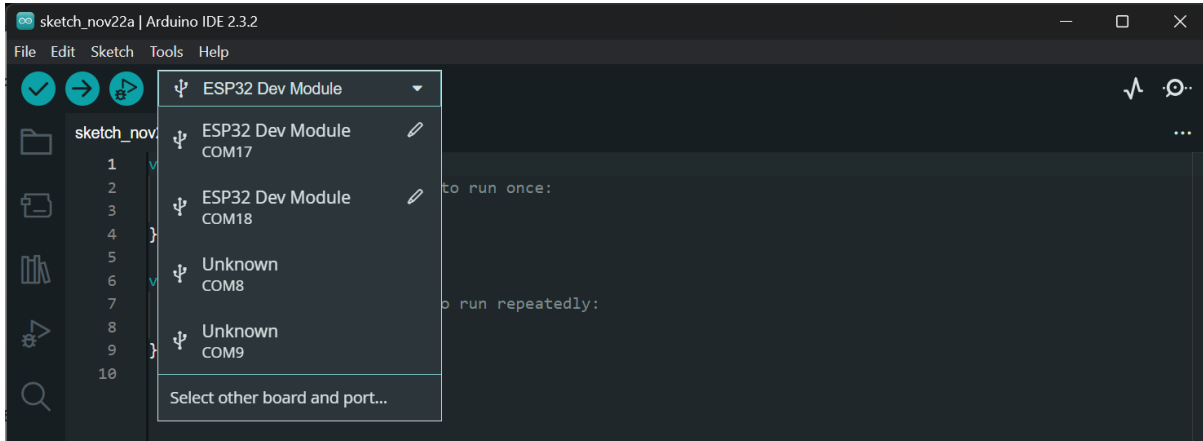 sketch_nov22a | Arduino IDE 2.3.2
File Edit Sketch Tools Help
ESP32 Dev Module
sketch_nov
ESP32 Dev Module
COM17
ESP32 Dev Module
COM18
Unknown
COM8
Unknown
COM9
Select other board and port...
1 v
2 to run once:
3
4 }
5
6 v
7 o run repeatedly:
8
9 }
10